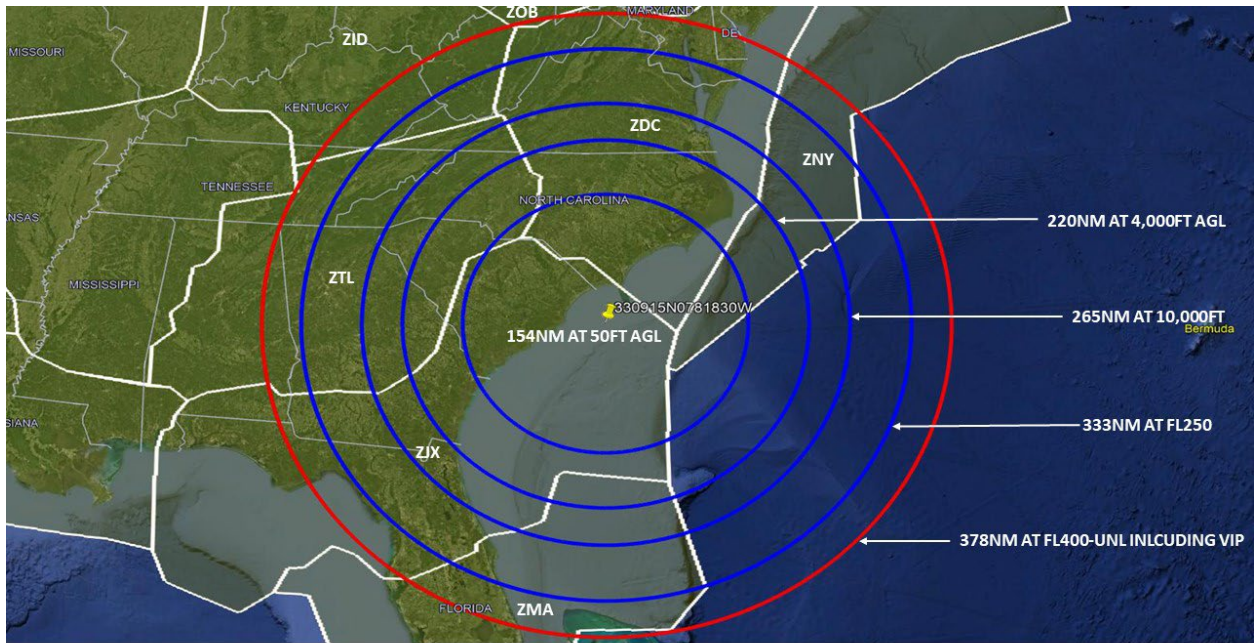 ZOB
MARYLAND
ZID
DE
MISSOURI
KENTUCKY
ZDC
ZNY
TENNESSEE
NORTH CAROLINA
ANSAS
220NM AT 4,000FT AGL
ZTL
MISSISSIPPI
330915N0781830W
154NM AT 50FT AGL
265NM AT 10,000FT
Bermuda
SIANA
333NM AT FL250
ZJX
378NM AT FL400-UNL INLCUDING VIP
FLORIDA
ZMA